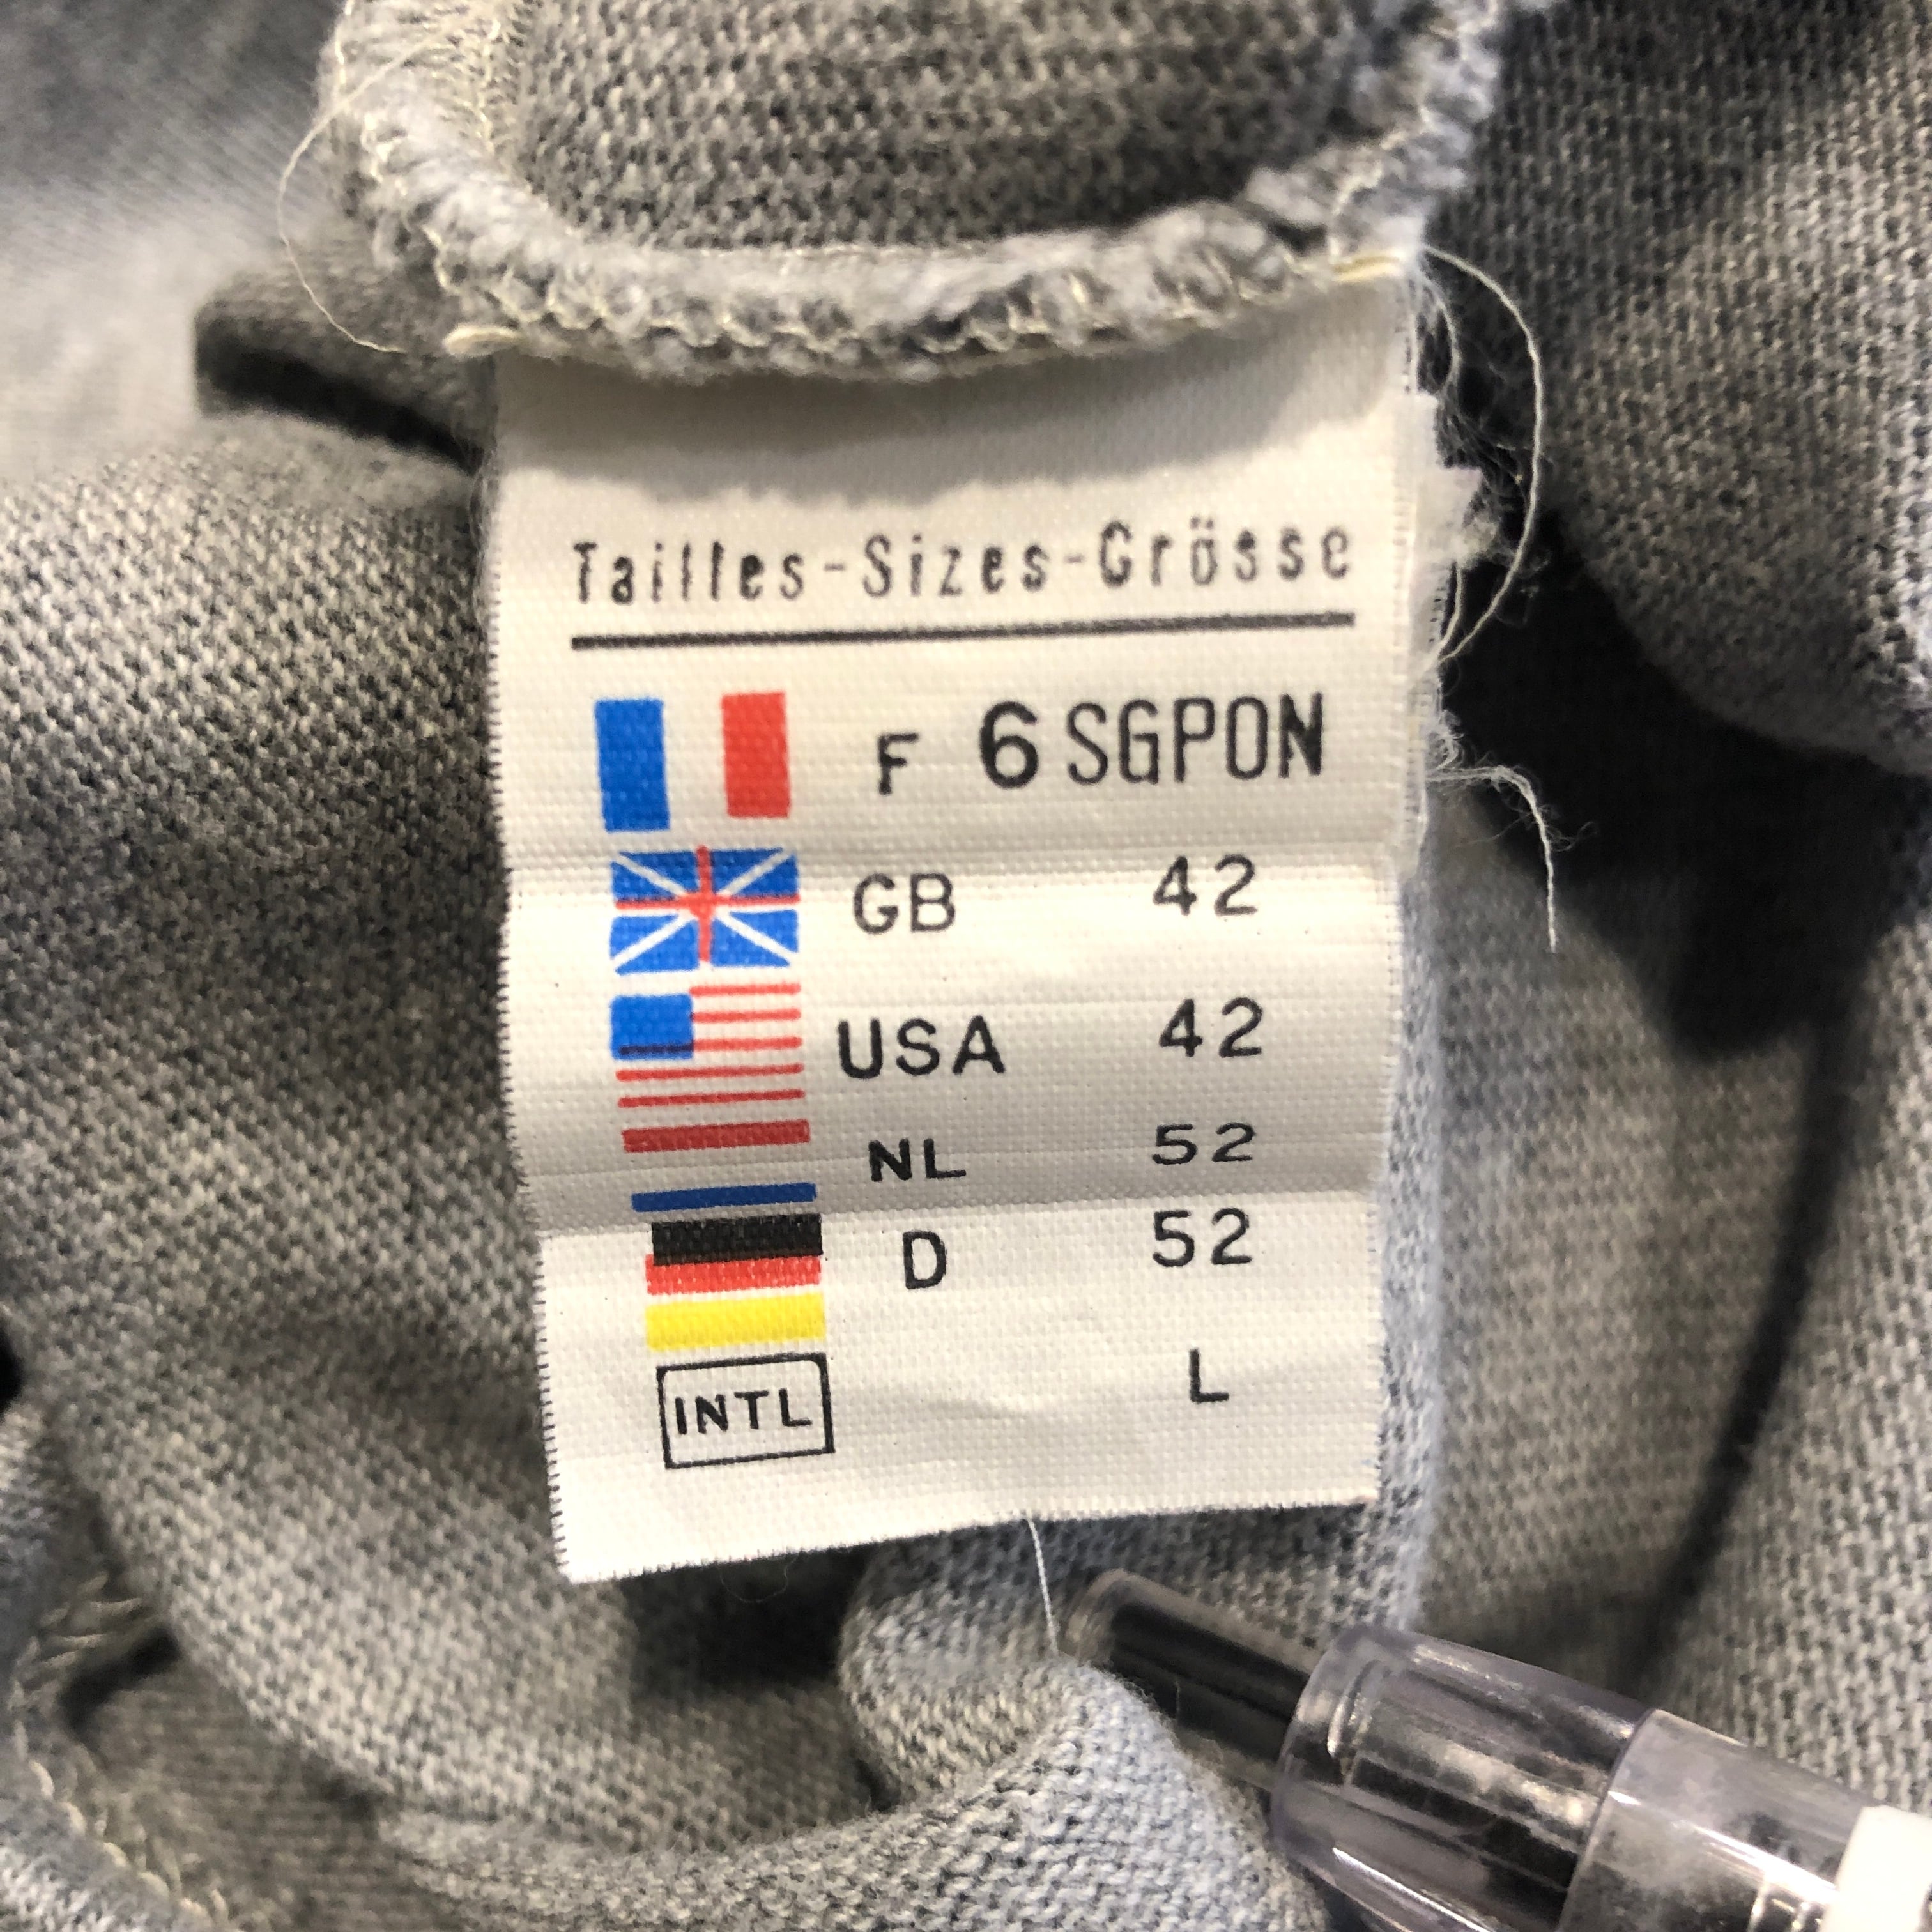 Tailles-Sizes-Grösse
F 6 SGPON
GB 42
USA 42
NL 52
D 52
INTL L